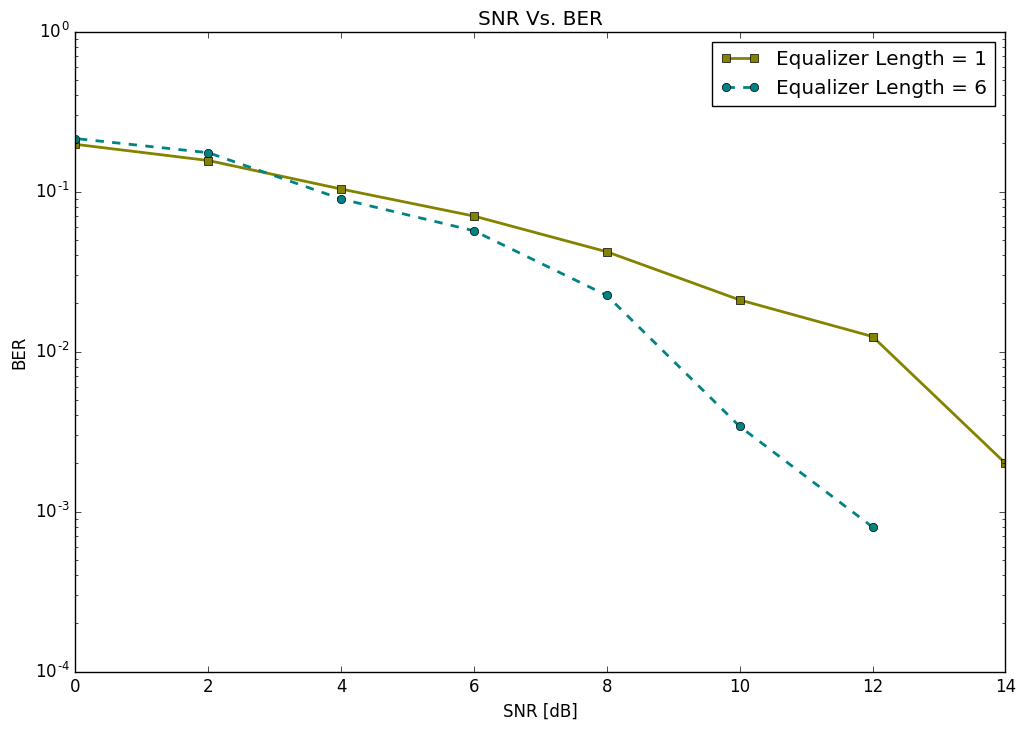 SNR Vs. BER
10^0
10^-1
10^-2
10^-3
10^-4
BER
Equalizer Length = 1
Equalizer Length = 6
0 2 4 6 8 10 12 14
SNR [dB]